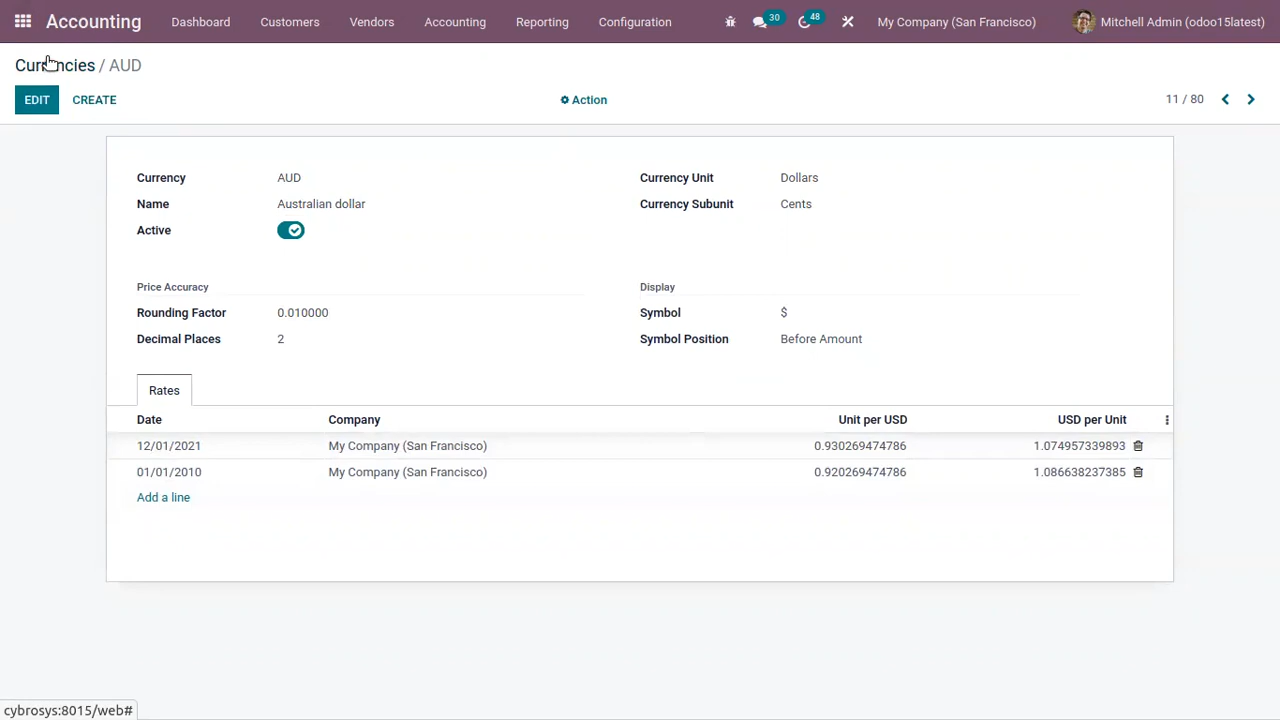 Accounting Dashboard Customers Vendors Accounting Reporting Configuration 30 48 My Company (San Francisco) Mitchell Admin (odoo15latest)
Currencies / AUD
EDIT CREATE Action 11 / 80
Currency AUD Currency Unit Dollars
Name Australian dollar Currency Subunit Cents
Active
Price Accuracy Display
Rounding Factor 0.010000 Symbol $
Decimal Places 2 Symbol Position Before Amount
Rates
Date Company Unit per USD USD per Unit
12/01/2021 My Company (San Francisco) 0.930269474786 1.074957339893
01/01/2010 My Company (San Francisco) 0.920269474786 1.086638237385
Add a line
cybrosys:8015/web#